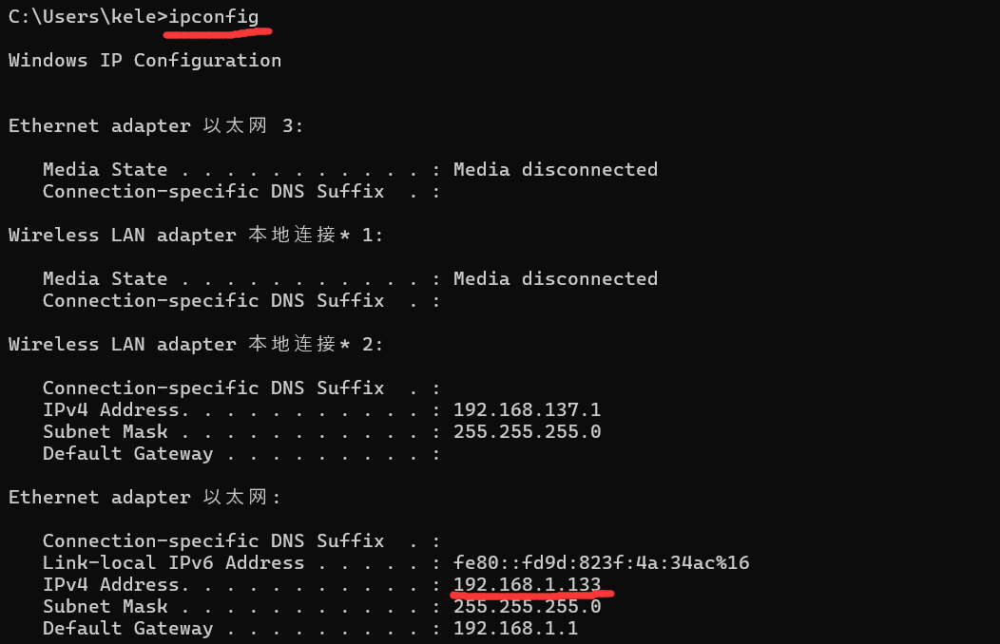 C:\Users\kele>ipconfig
Windows IP Configuration
Ethernet adapter 以太网 3:
Media State . . . . . . . . . . . : Media disconnected
Connection-specific DNS Suffix  . :
Wireless LAN adapter 本地连接* 1:
Media State . . . . . . . . . . . : Media disconnected
Connection-specific DNS Suffix  . :
Wireless LAN adapter 本地连接* 2:
Connection-specific DNS Suffix  . :
IPv4 Address. . . . . . . . . . . : 192.168.137.1
Subnet Mask . . . . . . . . . . . : 255.255.255.0
Default Gateway . . . . . . . . . :
Ethernet adapter 以太网:
Connection-specific DNS Suffix  . :
Link-local IPv6 Address . . . . . : fe80::fd9d:823f:4a:34ac%16
IPv4 Address. . . . . . . . . . . : 192.168.1.133
Subnet Mask . . . . . . . . . . . : 255.255.255.0
Default Gateway . . . . . . . . . : 192.168.1.1